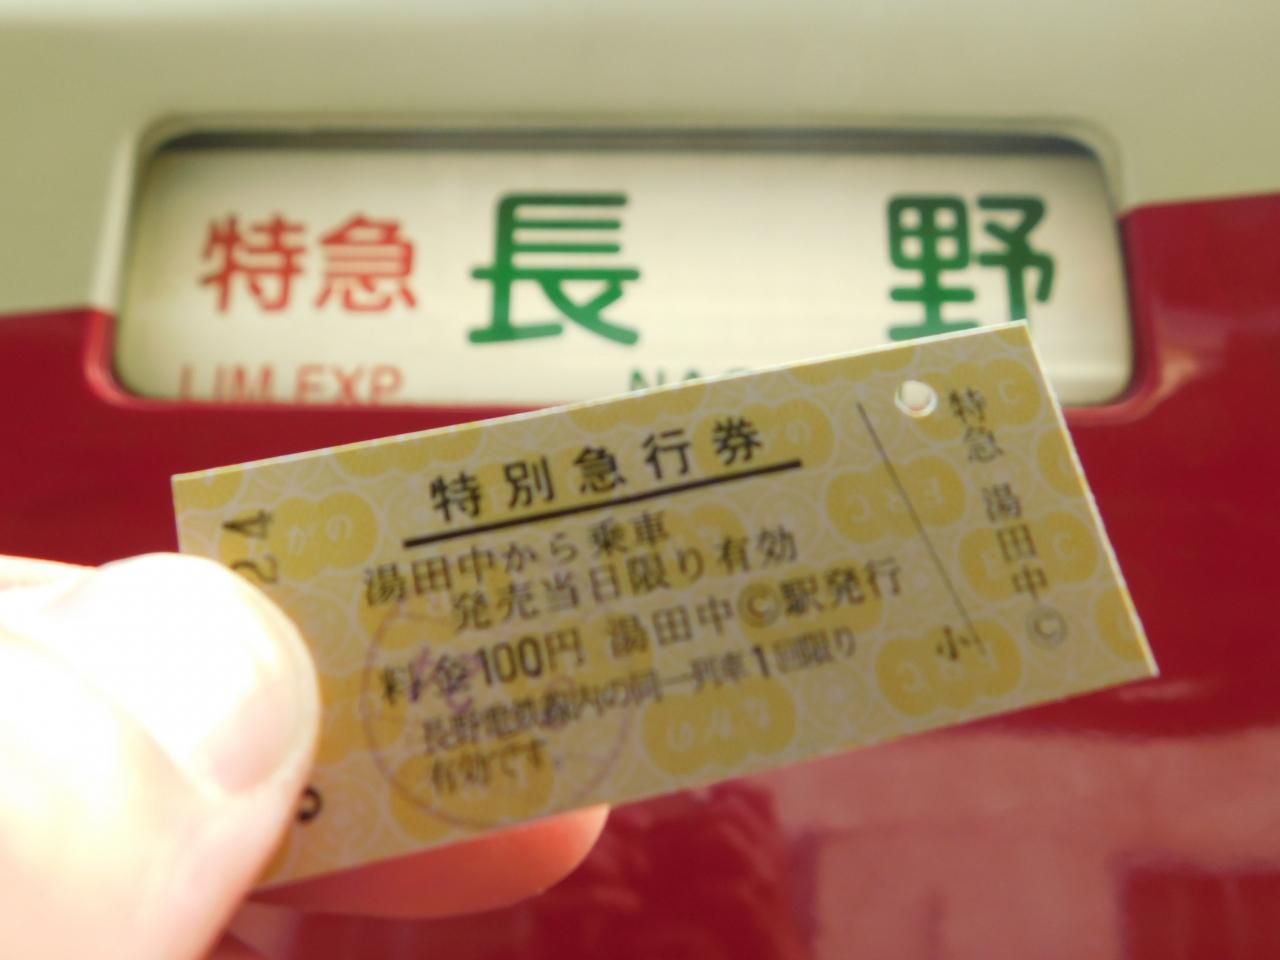 特急 長野
LIM.EXP.
特別急行券
湯田中から乗車
発売当日限り有効
料金100円 湯田中Ⓒ駅発行
長野電鉄線内の同一列車1回限り
有効です。
特急 湯田中Ⓒ
小
24